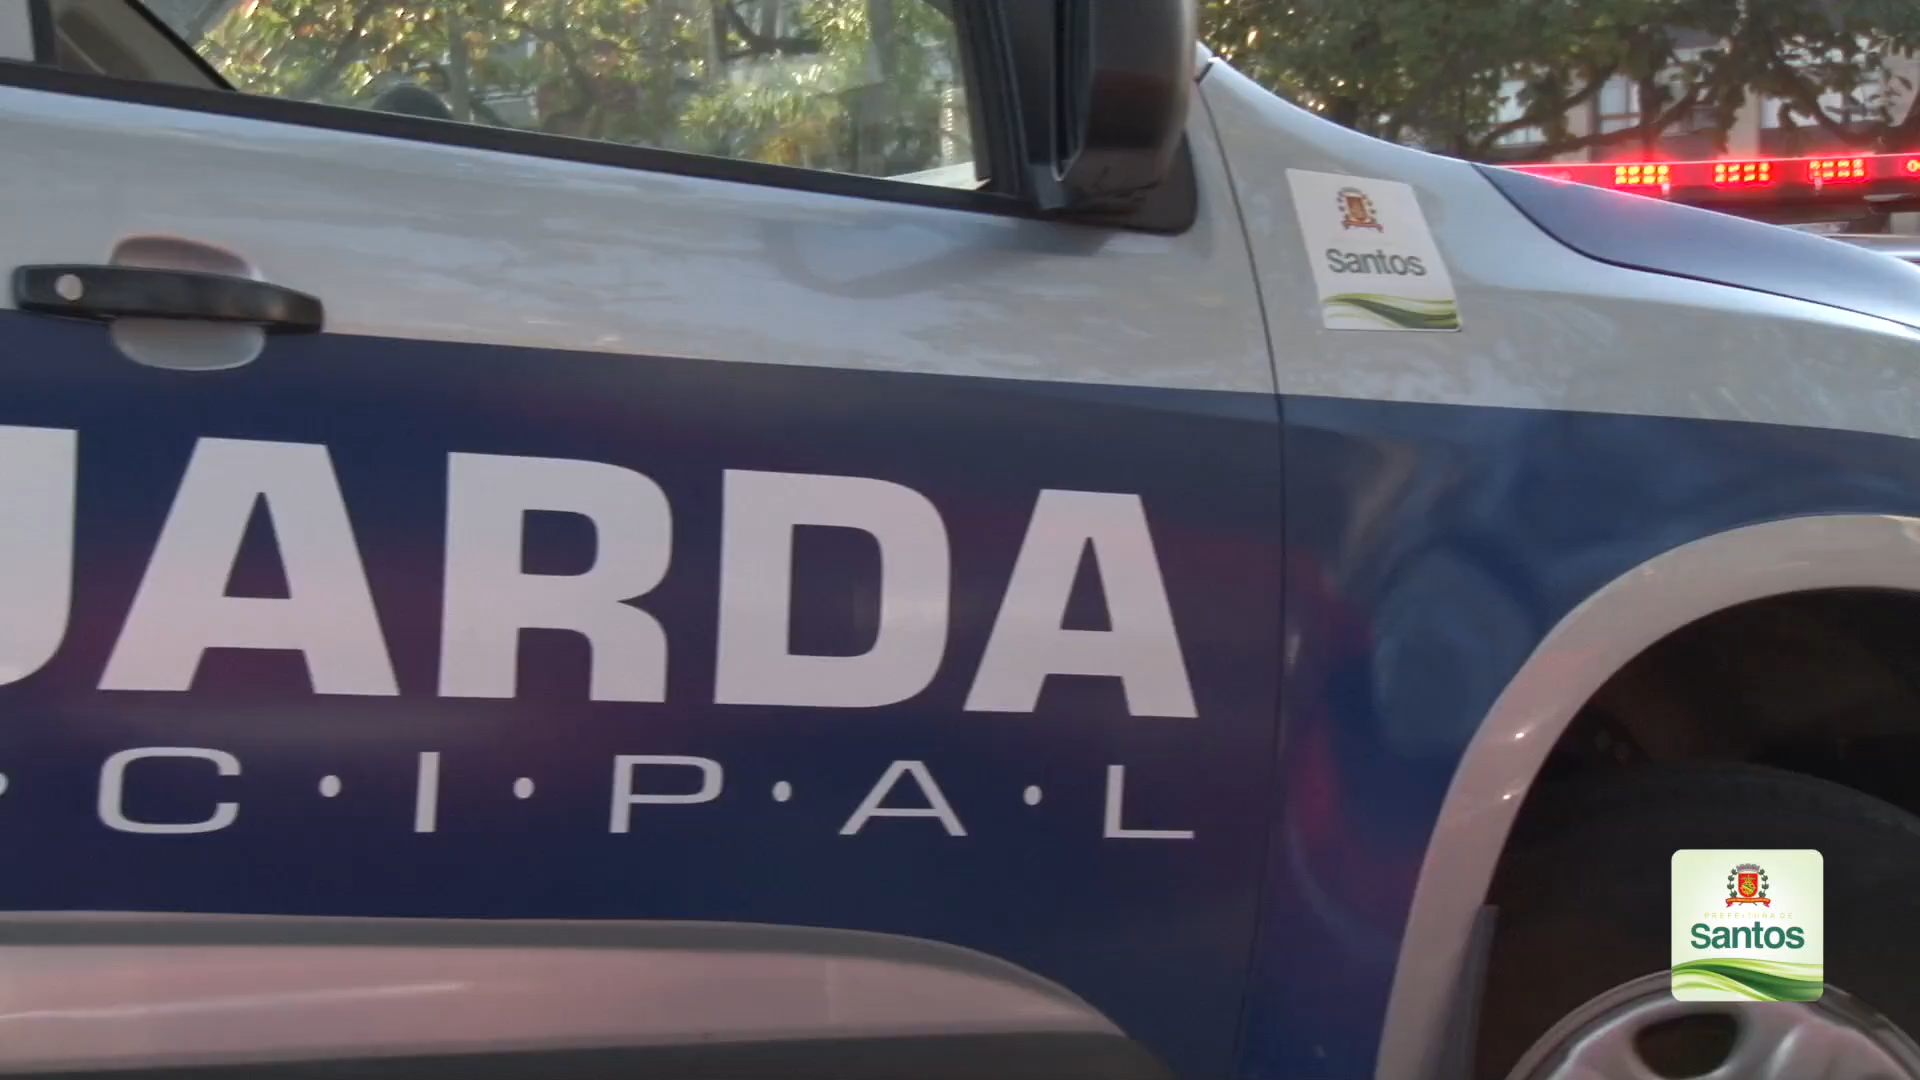 Santos
UARDA
·C·I·P·A·L
PREFEITURA DE
Santos